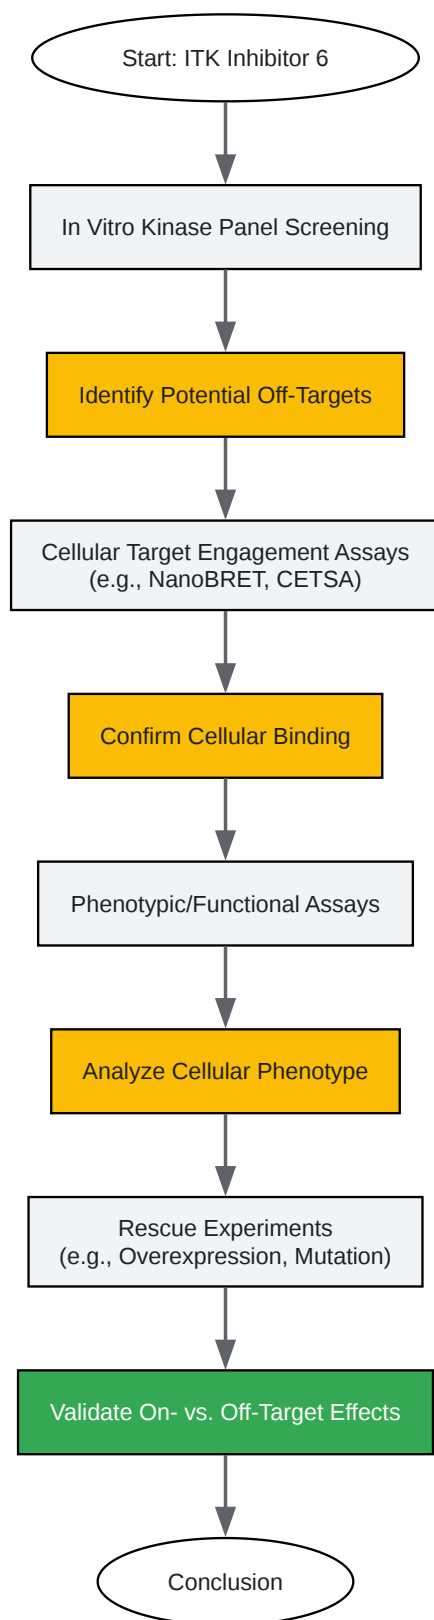 Start: ITK Inhibitor 6
In Vitro Kinase Panel Screening
Identify Potential Off-Targets
Cellular Target Engagement Assays
(e.g., NanoBRET, CETSA)
Confirm Cellular Binding
Phenotypic/Functional Assays
Analyze Cellular Phenotype
Rescue Experiments
(e.g., Overexpression, Mutation)
Validate On- vs. Off-Target Effects
Conclusion